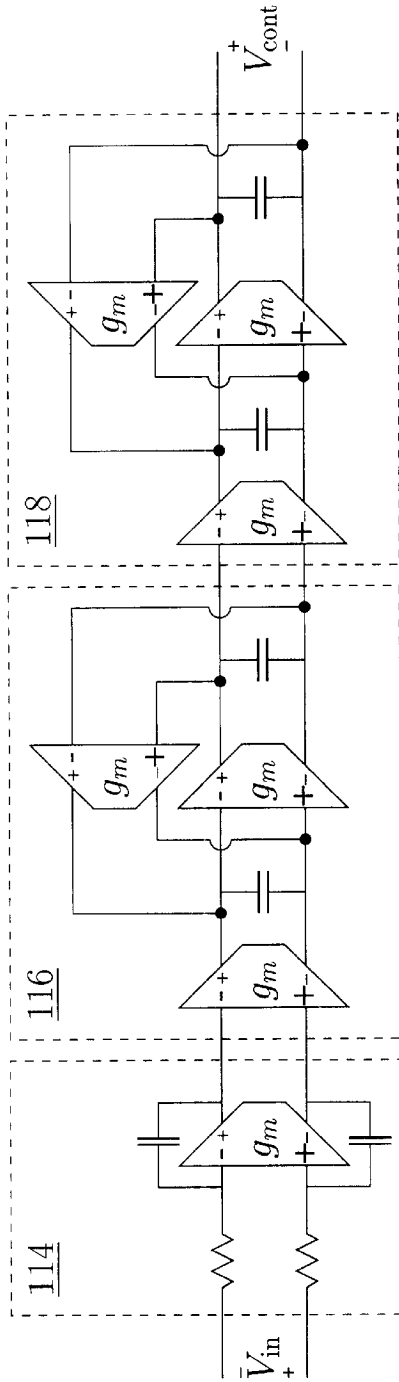 114
116
118
- +
g_m
+ -
- +
g_m
+ -
- +
g_m
+ -
+ -
g_m
- +
- +
g_m
+ -
- +
g_m
+ -
+ -
g_m
- +
-
V_in
+
+
V_cont
-